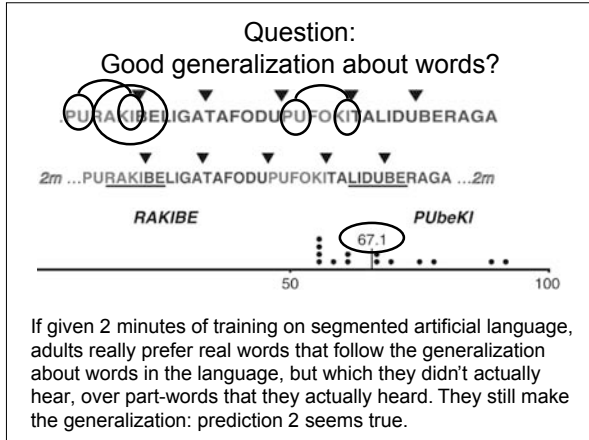 Question:
Good generalization about words?
...PURAKIBELIGATAFODUPUFOKITALIDUBERAGA
2m ...PURAKIBELIGATAFODUPUFOKITALIDUBERAGA ...2m
RAKIBE PUbeKI
67.1
50 100
If given 2 minutes of training on segmented artificial language,
adults really prefer real words that follow the generalization
about words in the language, but which they didn't actually
hear, over part-words that they actually heard. They still make
the generalization: prediction 2 seems true.